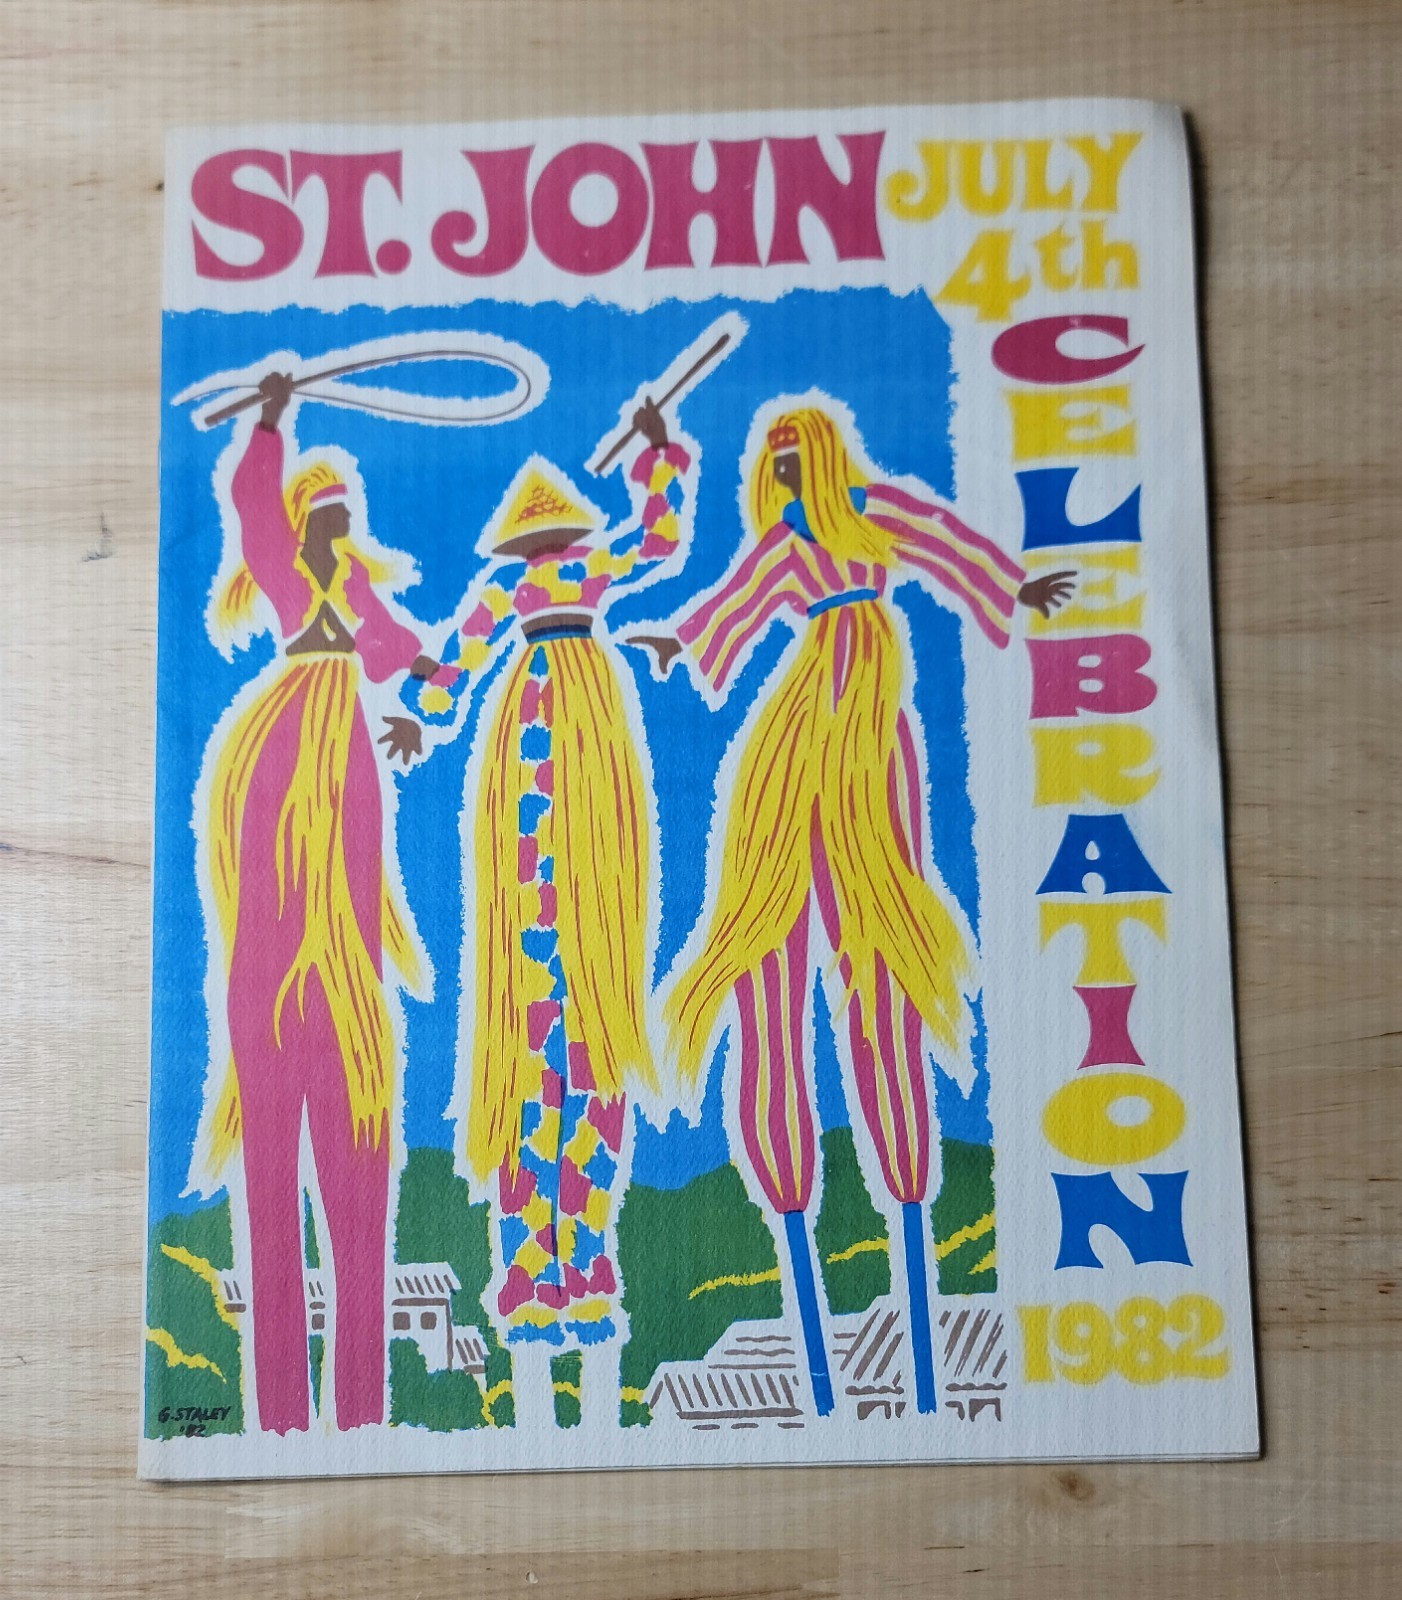 ST. JOHN
JULY
4th
CELEBRATION
1982
G. STALEY
'82